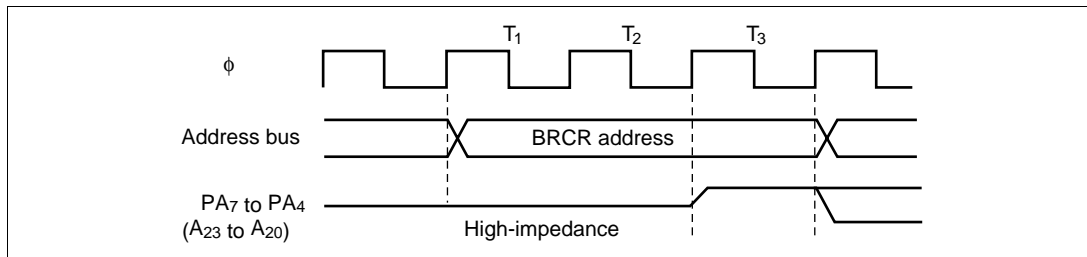 T₁ T₂ T₃
ϕ
Address bus BRCR address
PA₇ to PA₄
(A₂₃ to A₂₀)
High-impedance